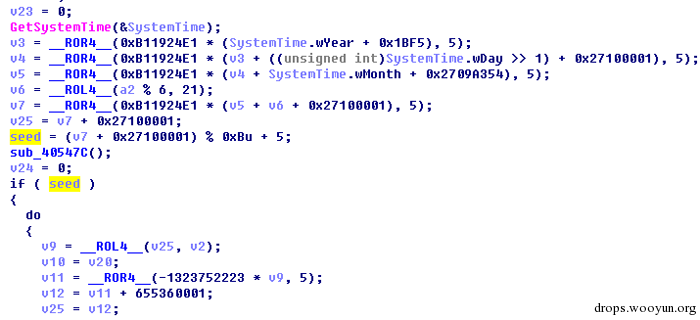 v23 = 0;
GetSystemTime(&SystemTime);
v3 = __ROR4__(0xB11924E1 * (SystemTime.wYear + 0x1BF5), 5);
v4 = __ROR4__(0xB11924E1 * (v3 + ((unsigned int)SystemTime.wDay >> 1) + 0x27100001), 5);
v5 = __ROR4__(0xB11924E1 * (v4 + SystemTime.wMonth + 0x2709A354), 5);
v6 = __ROL4__(a2 % 6, 21);
v7 = __ROR4__(0xB11924E1 * (v5 + v6 + 0x27100001), 5);
v25 = v7 + 0x27100001;
seed = (v7 + 0x27100001) % 0xBu + 5;
sub_40547C();
v24 = 0;
if ( seed )
{
do
{
v9 = __ROL4__(v25, v2);
v10 = v20;
v11 = __ROR4__(-1323752223 * v9, 5);
v12 = v11 + 655360001;
v25 = v12;
drops.wooyun.org